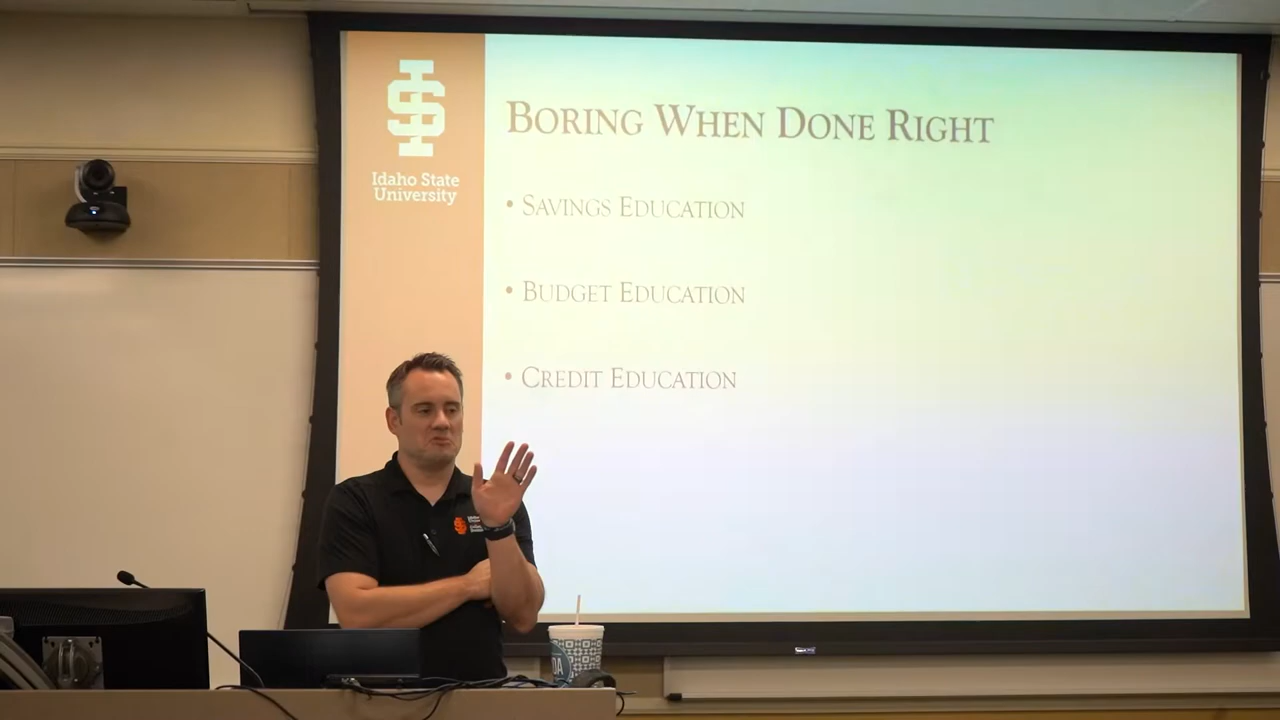 Idaho State
University
BORING WHEN DONE RIGHT
• SAVINGS EDUCATION
• BUDGET EDUCATION
• CREDIT EDUCATION